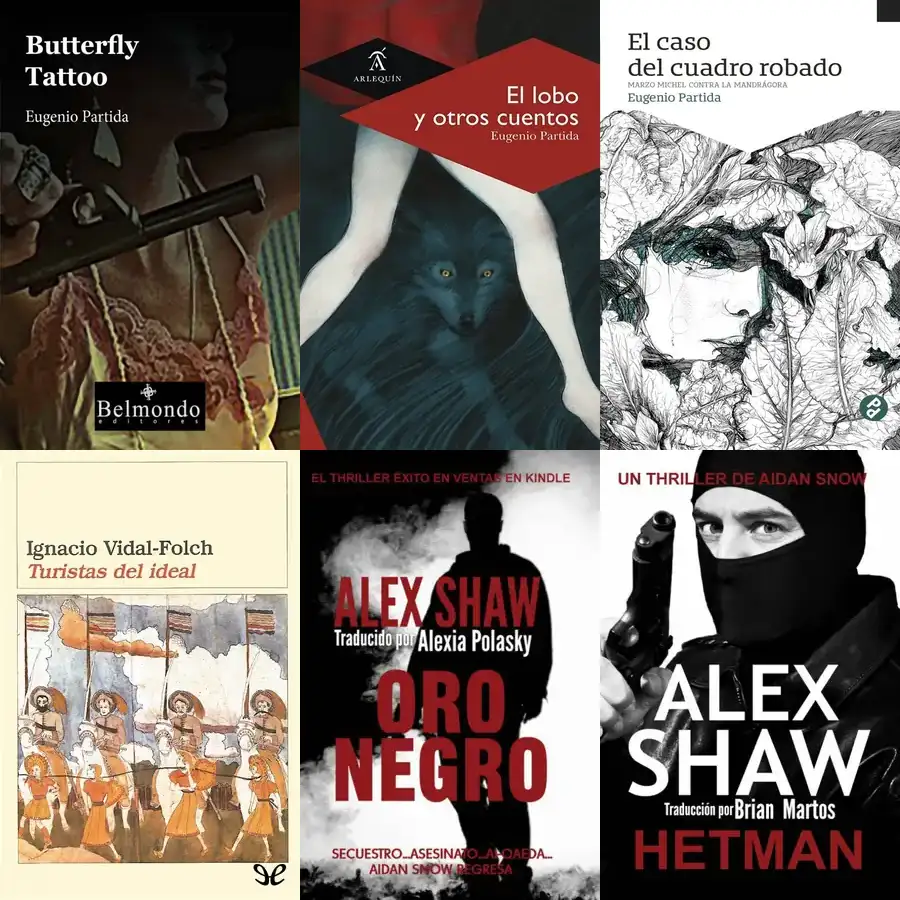 Butterfly
Tattoo
Eugenio Partida
Belmondo
editores
ARLEQUÍN
El lobo
y otros cuentos
Eugenio Partida
El caso
del cuadro robado
MARZO MICHEL CONTRA LA MANDRÁGORA
Eugenio Partida
Ignacio Vidal-Folch
Turistas del ideal
EL THRILLER ÉXITO EN VENTAS EN KINDLE
ALEX SHAW
Traducido por Alexia Polasky
ORO
NEGRO
SECUESTRO...ASESINATO...AL-QAEDA...
AIDAN SNOW REGRESA
UN THRILLER DE AIDAN SNOW
ALEX
SHAW
Traducción por Brian Martos
HETMAN